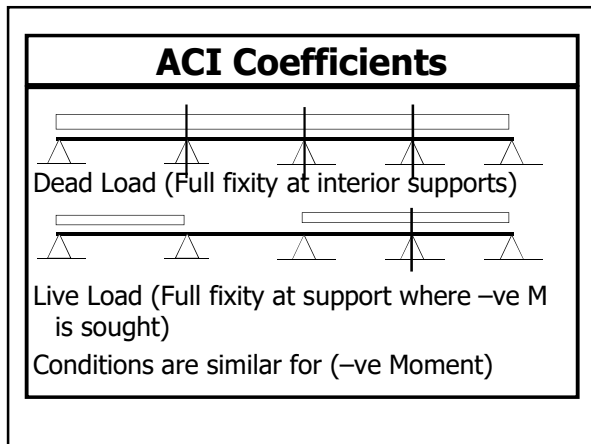 ACI Coefficients
Dead Load (Full fixity at interior supports)
Live Load (Full fixity at support where –ve M
is sought)
Conditions are similar for (–ve Moment)